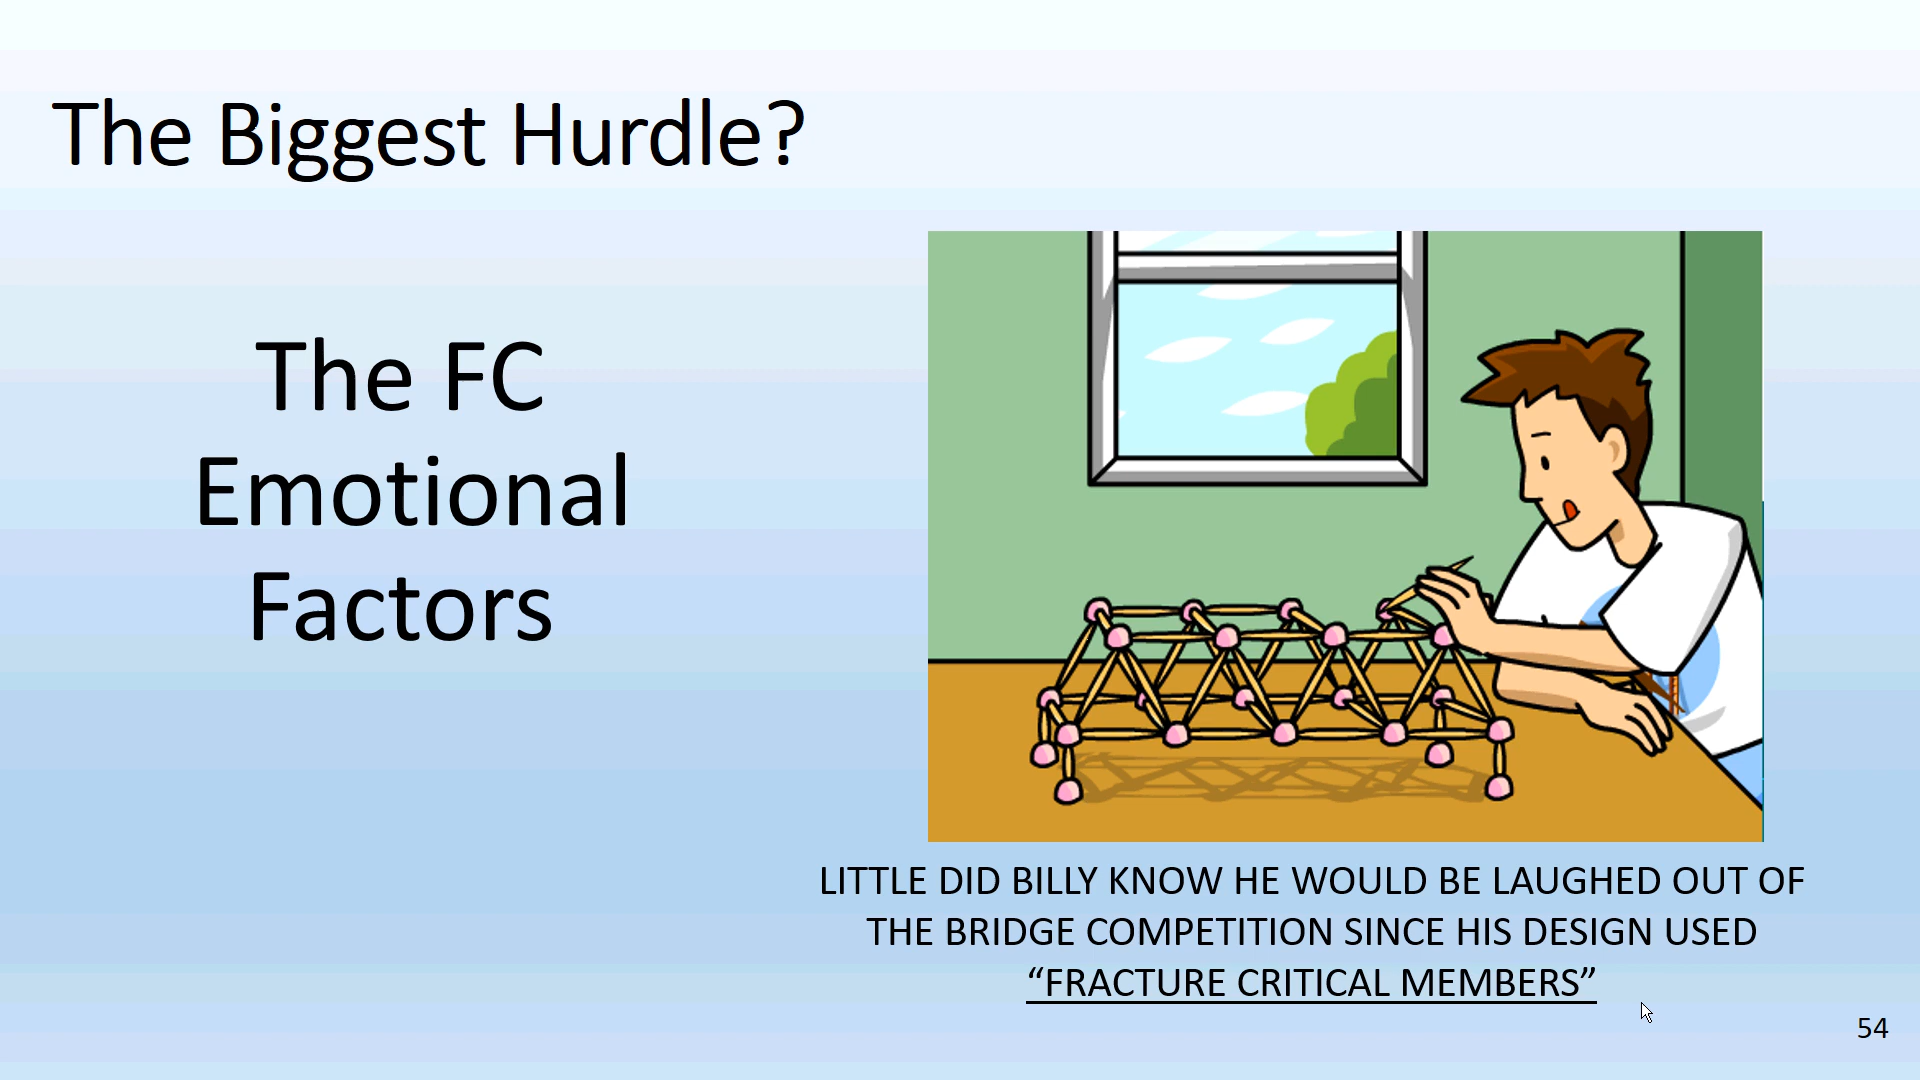 The Biggest Hurdle?
The FC
Emotional
Factors
LITTLE DID BILLY KNOW HE WOULD BE LAUGHED OUT OF
THE BRIDGE COMPETITION SINCE HIS DESIGN USED
“FRACTURE CRITICAL MEMBERS”
54